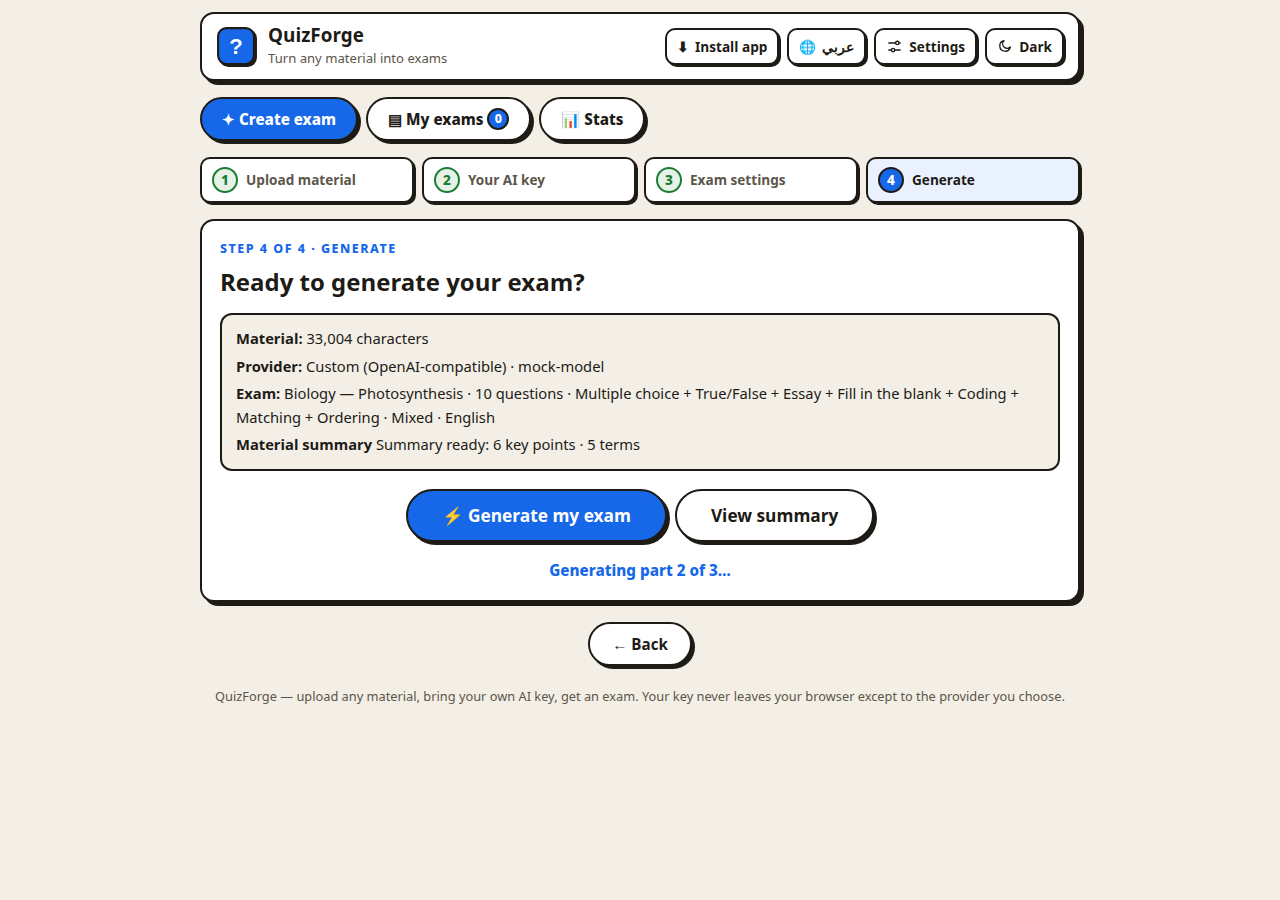 ?
QuizForge
Turn any material into exams
⬇ Install app
🌐 عربي
Settings
Dark
✦ Create exam
▤ My exams 0
📊 Stats
1 Upload material
2 Your AI key
3 Exam settings
4 Generate
STEP 4 OF 4 · GENERATE
Ready to generate your exam?
Material: 33,004 characters
Provider: Custom (OpenAI-compatible) · mock-model
Exam: Biology — Photosynthesis · 10 questions · Multiple choice + True/False + Essay + Fill in the blank + Coding +
Matching + Ordering · Mixed · English
Material summary Summary ready: 6 key points · 5 terms
⚡ Generate my exam
View summary
Generating part 2 of 3…
← Back
QuizForge — upload any material, bring your own AI key, get an exam. Your key never leaves your browser except to the provider you choose.